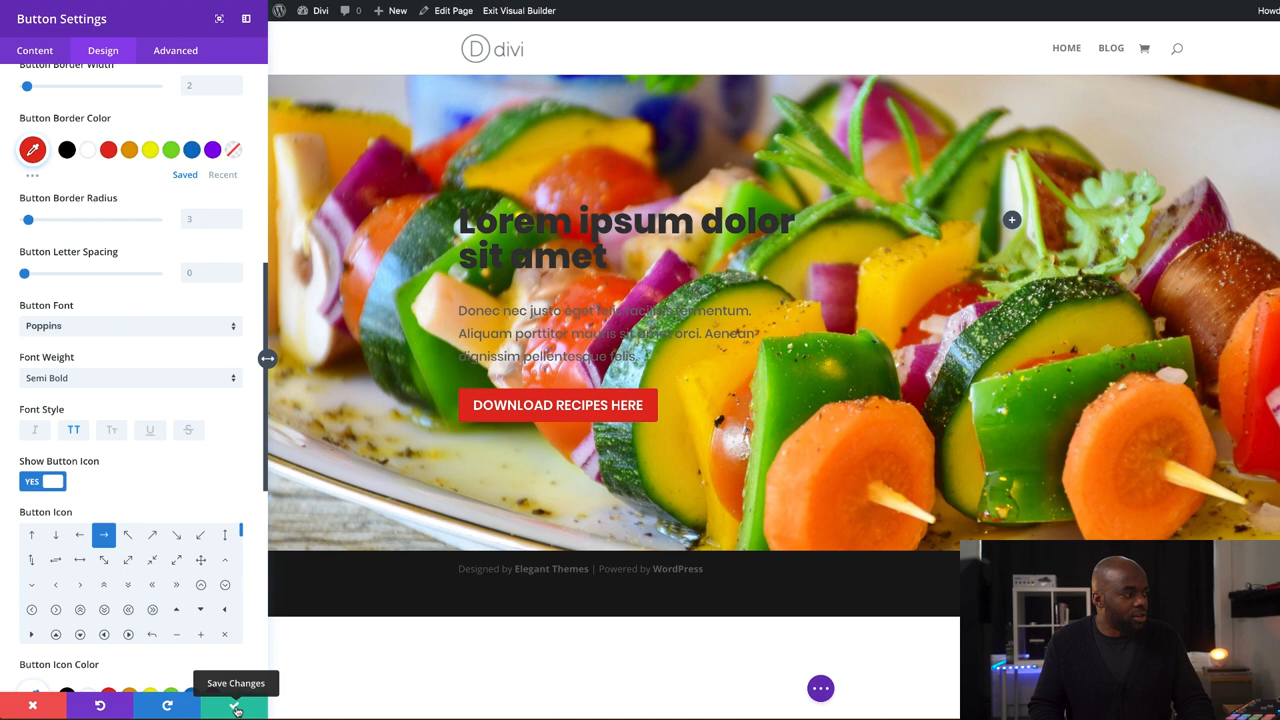 Button Settings
Divi
0
New
Edit Page
Exit Visual Builder
Howd
Content
Design
Advanced
D divi
HOME
BLOG
Button Border Width
2
Button Border Color
Saved
Recent
Button Border Radius
3
Button Letter Spacing
0
Button Font
Poppins
Font Weight
Semi Bold
Font Style
I
TT
TT
U
S
Show Button Icon
YES
Button Icon
Button Icon Color
Save Changes
Lorem ipsum dolor
sit amet
Donec nec justo eget felis facilisis fermentum.
Aliquam porttitor mauris sit amet orci. Aenean
dignissim pellentesque felis.
DOWNLOAD RECIPES HERE
Designed by Elegant Themes | Powered by WordPress